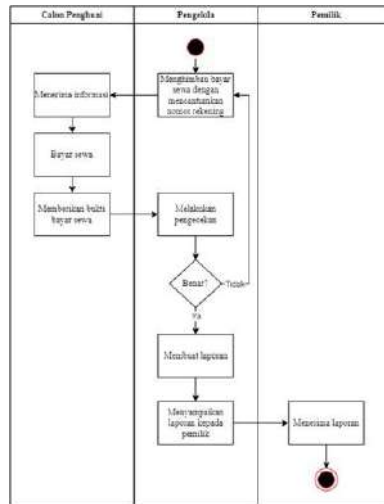 Calon Penghuni
Pengelola
Pemilik
Menghimbau bayar
sewa dengan
mencantumkan
nomor rekening
Menerima informasi
Bayar sewa
Memberikan bukti
bayar sewa
Melakukan
pengecekan
Benar?
Tidak
Ya
Membuat laporan
Menyampaikan
laporan kepada
pemilik
Menerima laporan